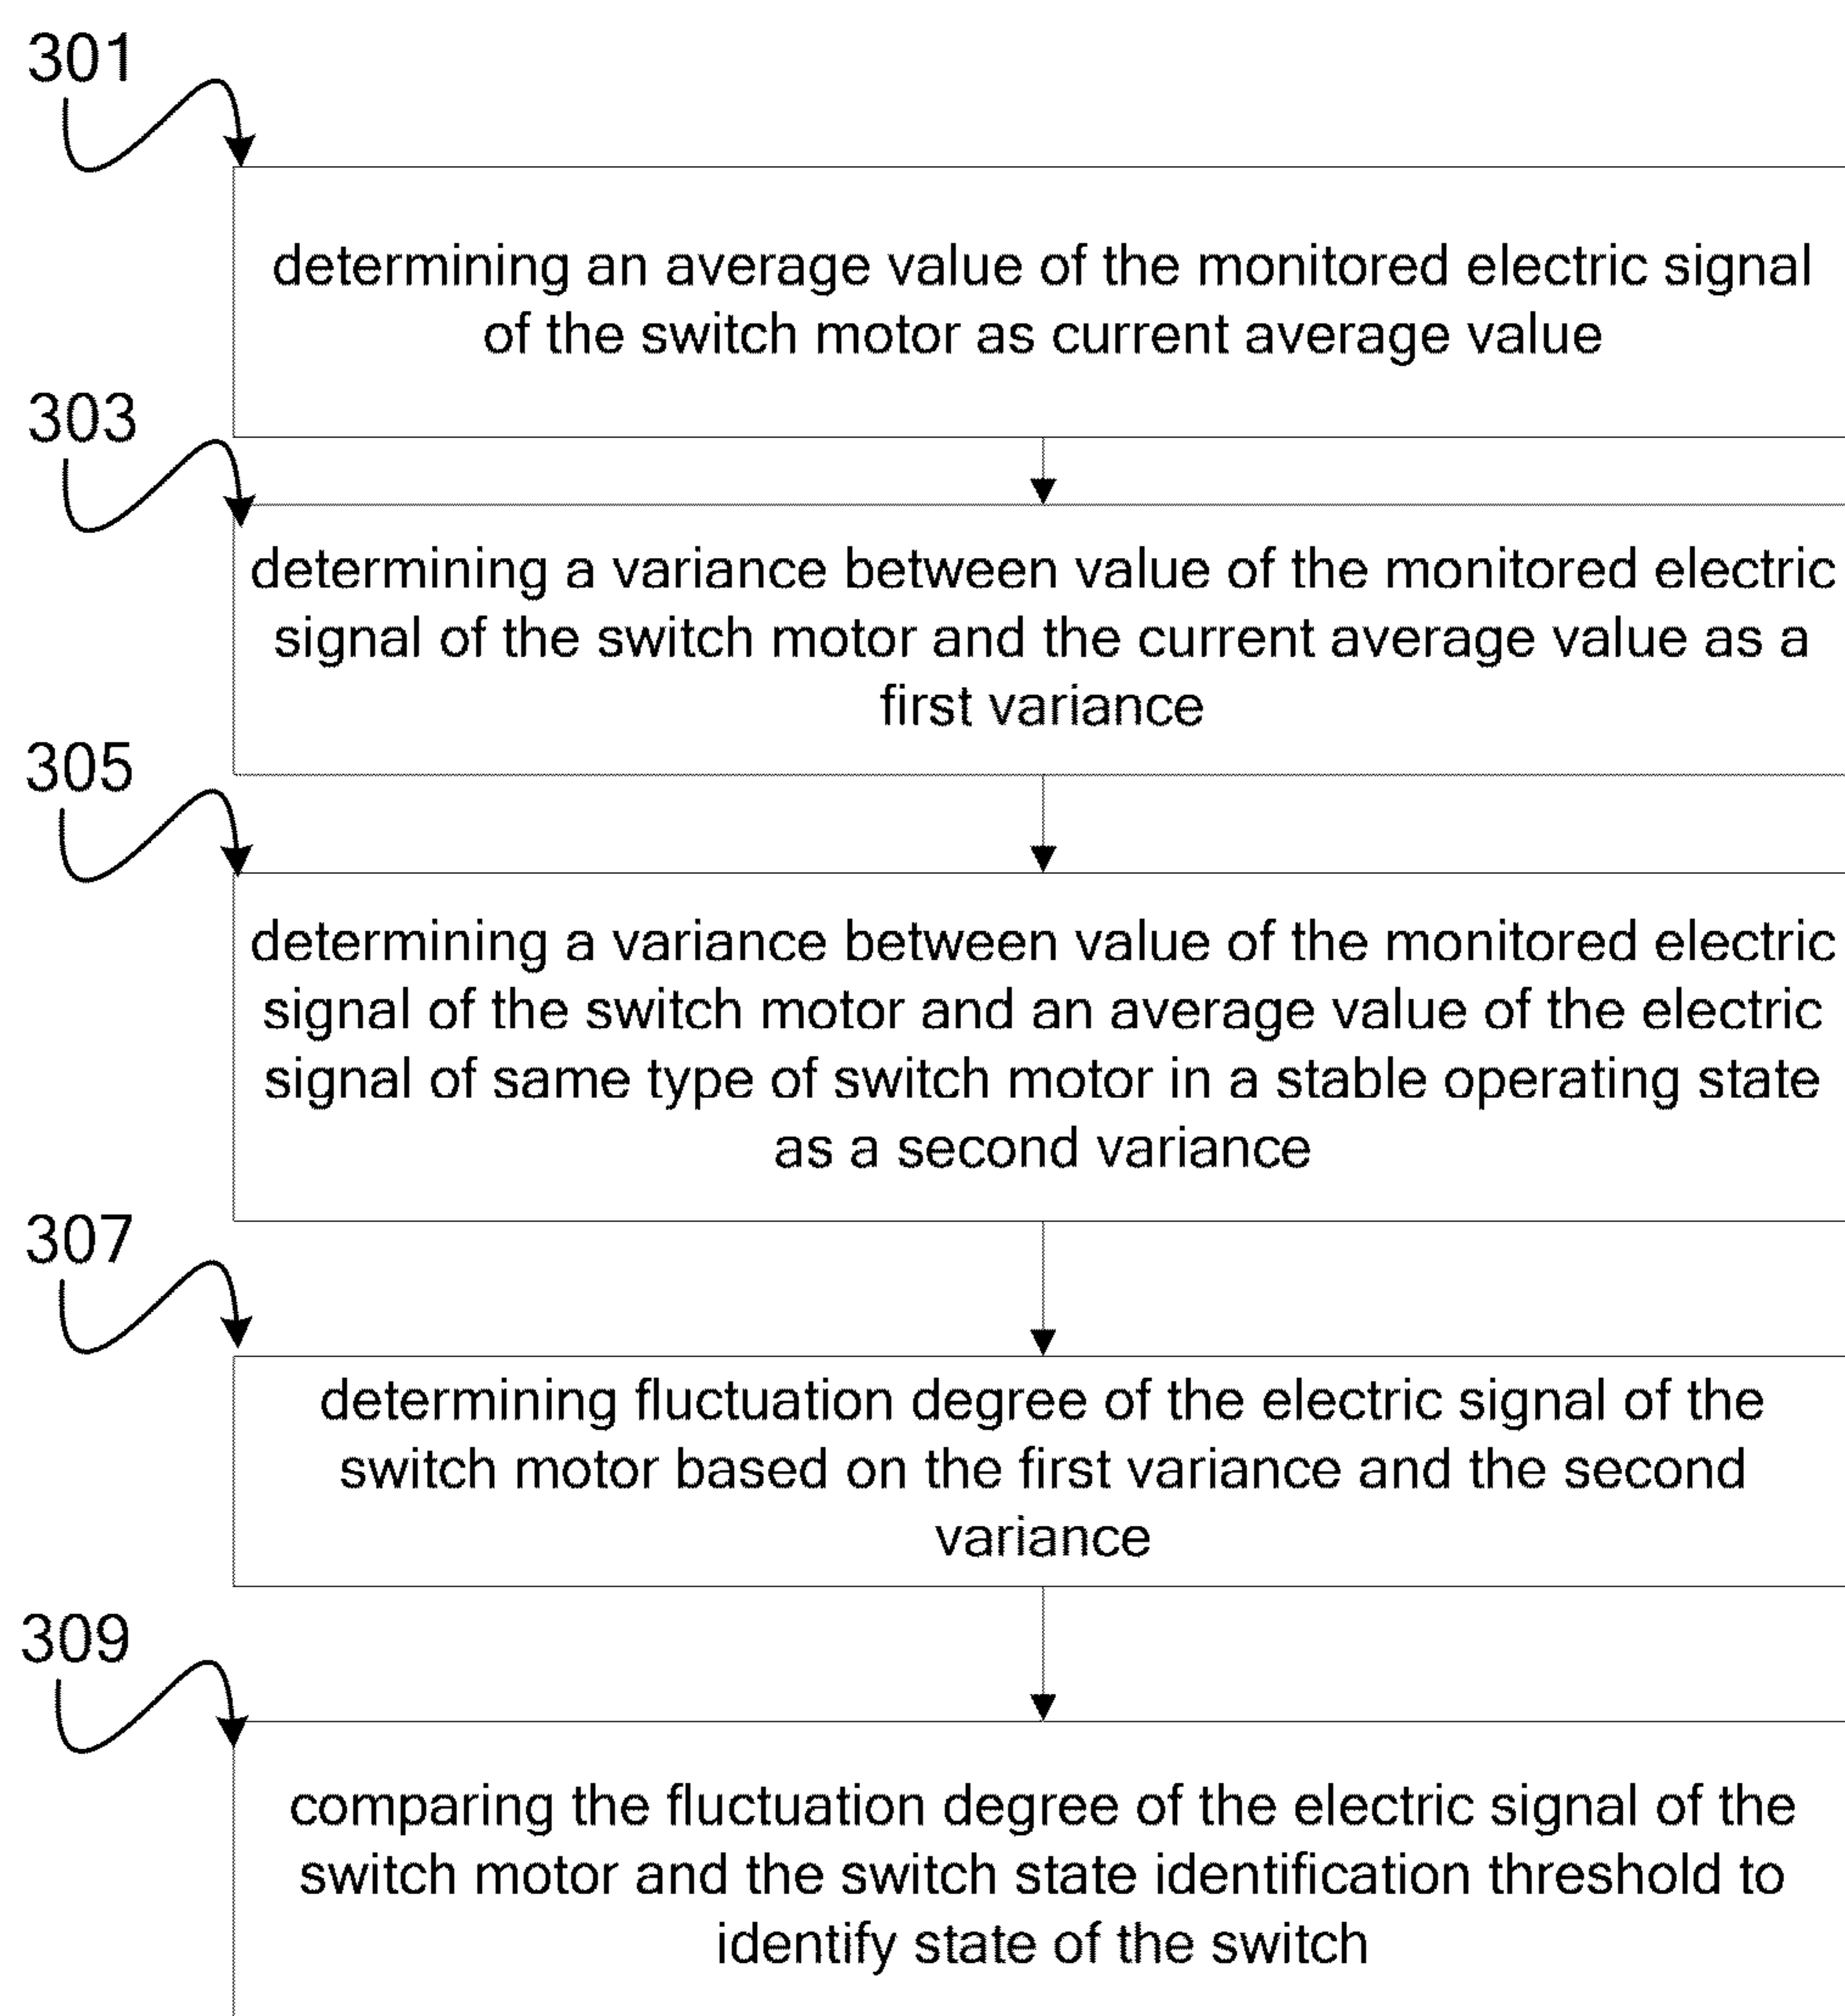 301
determining an average value of the monitored electric signal
of the switch motor as current average value
303
determining a variance between value of the monitored electric
signal of the switch motor and the current average value as a
first variance
305
determining a variance between value of the monitored electric
signal of the switch motor and an average value of the electric
signal of same type of switch motor in a stable operating state
as a second variance
307
determining fluctuation degree of the electric signal of the
switch motor based on the first variance and the second
variance
309
comparing the fluctuation degree of the electric signal of the
switch motor and the switch state identification threshold to
identify state of the switch